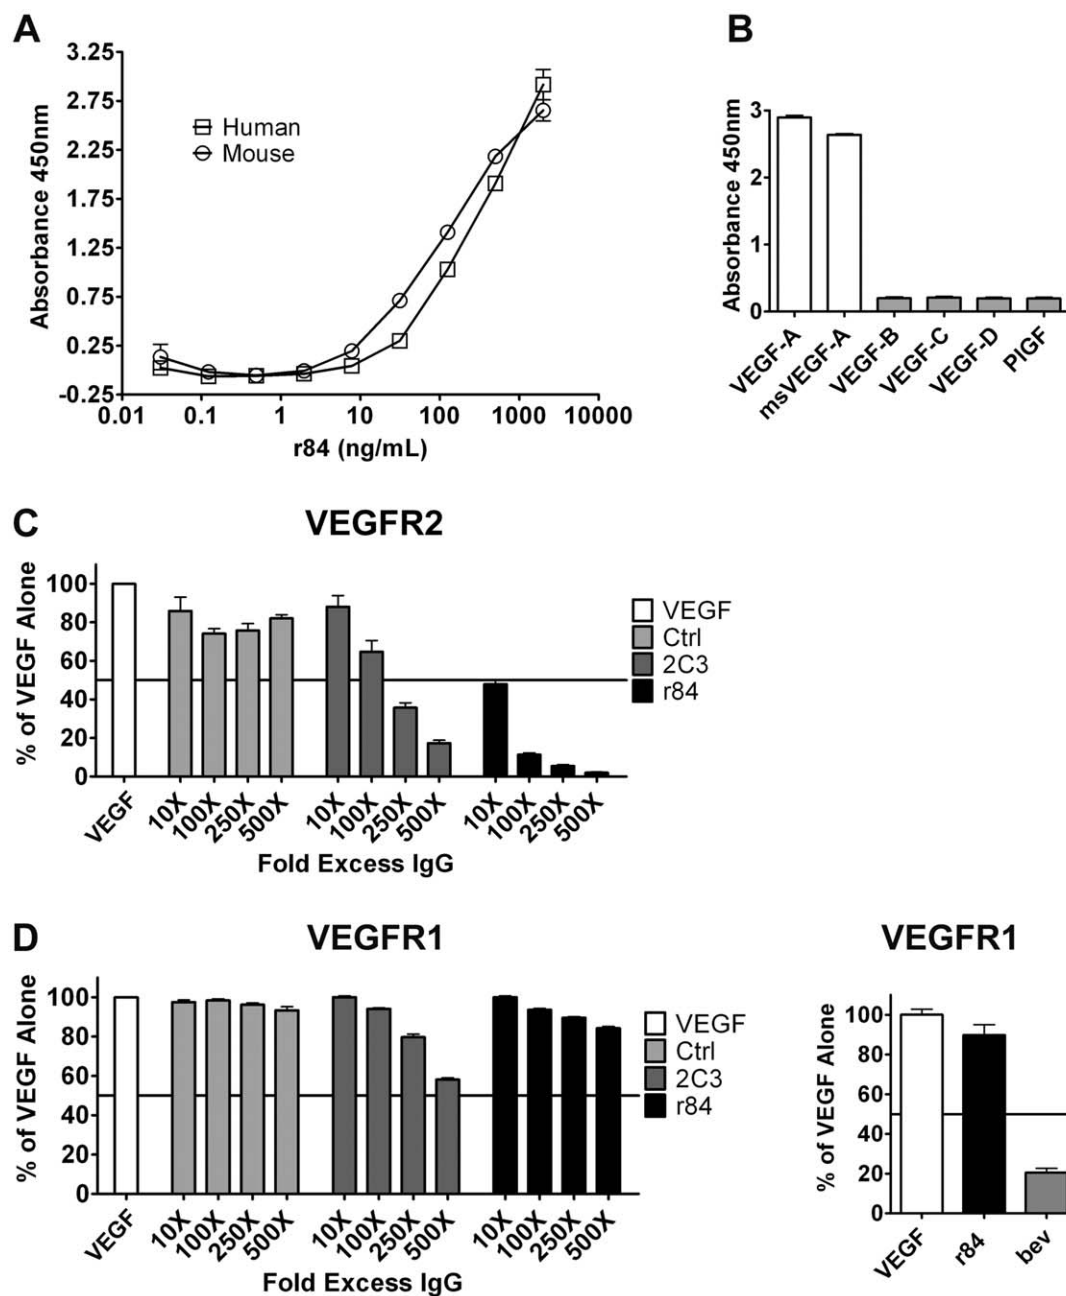 A
3.25
2.75
2.25
1.75
1.25
0.75
0.25
-0.25
Absorbance 450nm
Human
Mouse
0.01 0.1 1 10 100 1000 10000
r84 (ng/mL)
B
3
2
1
0
Absorbance 450nm
VEGF-A
msVEGF-A
VEGF-B
VEGF-C
VEGF-D
PlGF
C
VEGFR2
100
80
60
40
20
0
% of VEGF Alone
VEGF
Ctrl
2C3
r84
VEGF 10X 100X 250X 500X 10X 100X 250X 500X 10X 100X 250X 500X
Fold Excess IgG
D
VEGFR1
100
80
60
40
20
0
% of VEGF Alone
VEGF
Ctrl
2C3
r84
VEGF 10X 100X 250X 500X 10X 100X 250X 500X 10X 100X 250X 500X
Fold Excess IgG
VEGFR1
100
80
60
40
20
0
% of VEGF Alone
VEGF r84 bev